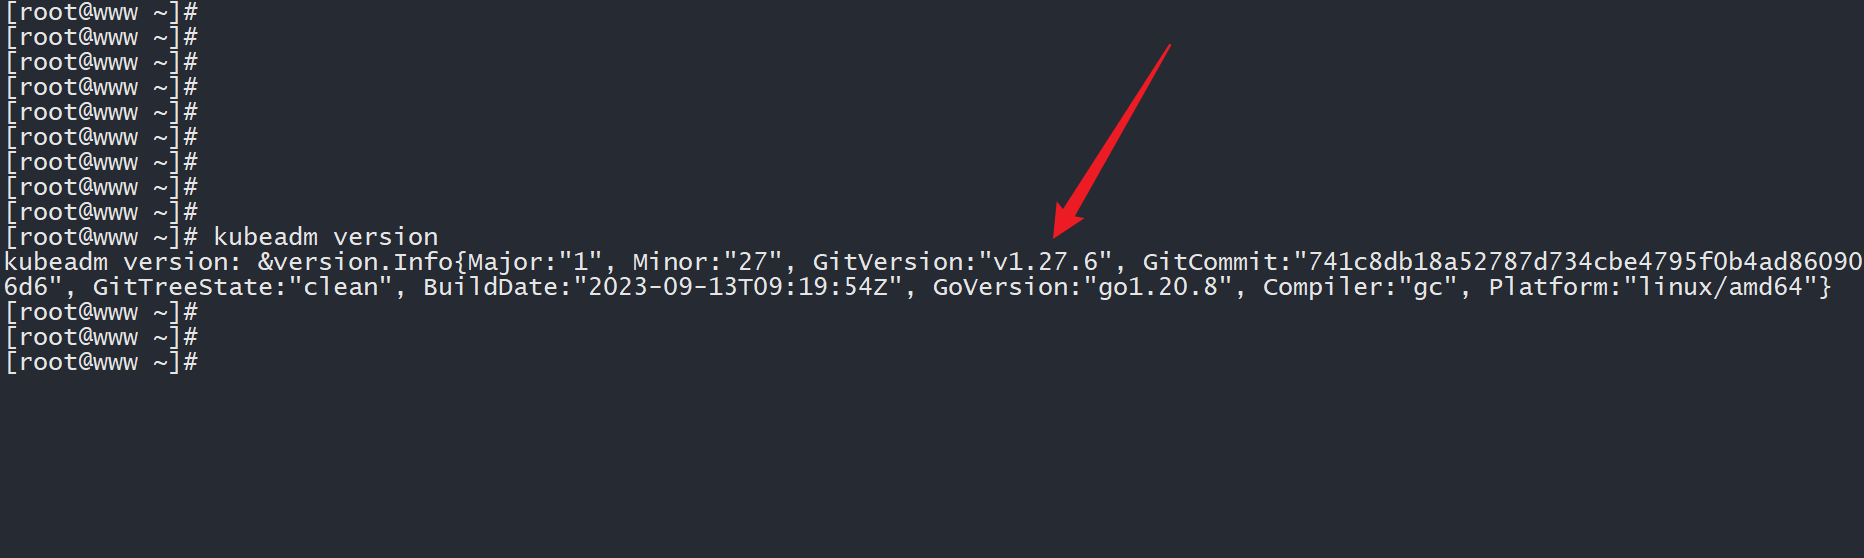 [root@www ~]#
[root@www ~]#
[root@www ~]#
[root@www ~]#
[root@www ~]#
[root@www ~]#
[root@www ~]#
[root@www ~]#
[root@www ~]#
[root@www ~]# kubeadm version
kubeadm version: &version.Info{Major:"1", Minor:"27", GitVersion:"v1.27.6", GitCommit:"741c8db18a52787d734cbe4795f0b4ad86090
6d6", GitTreeState:"clean", BuildDate:"2023-09-13T09:19:54Z", GoVersion:"go1.20.8", Compiler:"gc", Platform:"linux/amd64"}
[root@www ~]#
[root@www ~]#
[root@www ~]#